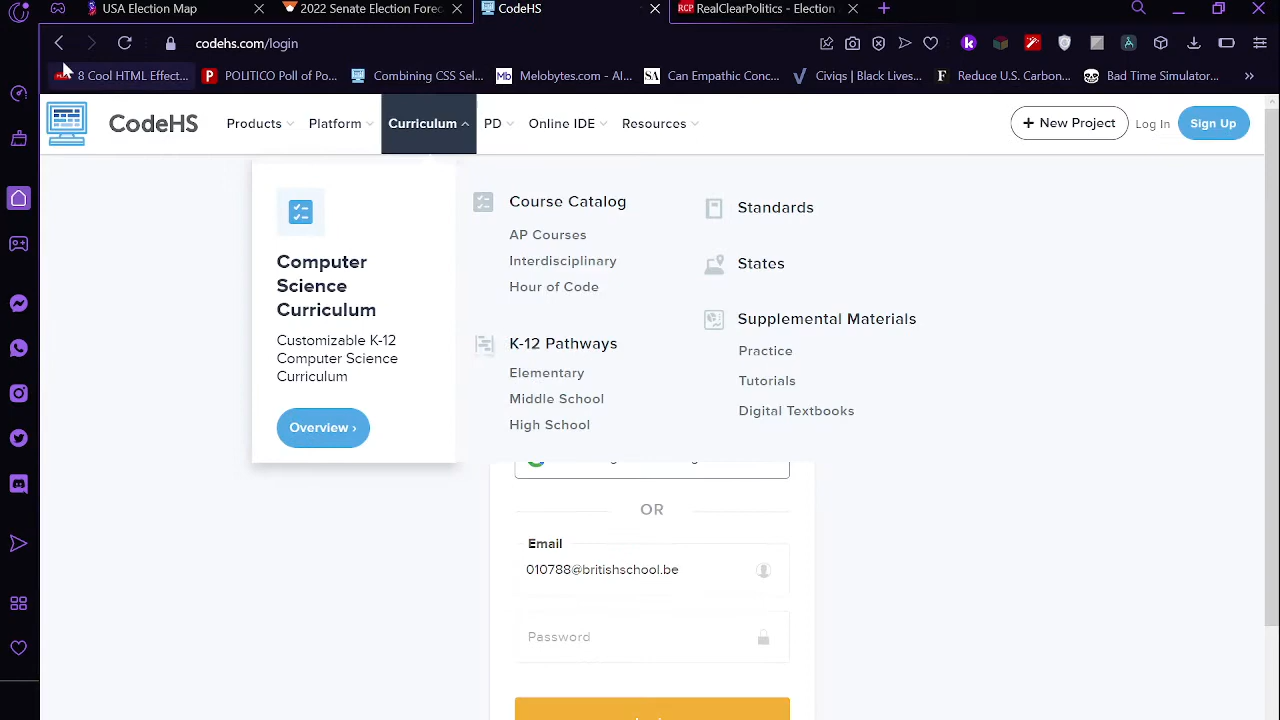 USA Election Map
2022 Senate Election Forec
CodeHS
RealClearPolitics - Election
codehs.com/login
8 Cool HTML Effect...
POLITICO Poll of Po...
Combining CSS Sel...
Melobytes.com - Al...
Can Empathic Conc...
Civiqs | Black Lives...
Reduce U.S. Carbon...
Bad Time Simulator...
CodeHS
Products
Platform
Curriculum
PD
Online IDE
Resources
+ New Project
Log In
Sign Up
Computer
Science
Curriculum
Customizable K-12
Computer Science
Curriculum
Overview ›
Course Catalog
AP Courses
Interdisciplinary
Hour of Code
K-12 Pathways
Elementary
Middle School
High School
Standards
States
Supplemental Materials
Practice
Tutorials
Digital Textbooks
OR
Email
010788@britishschool.be
Password